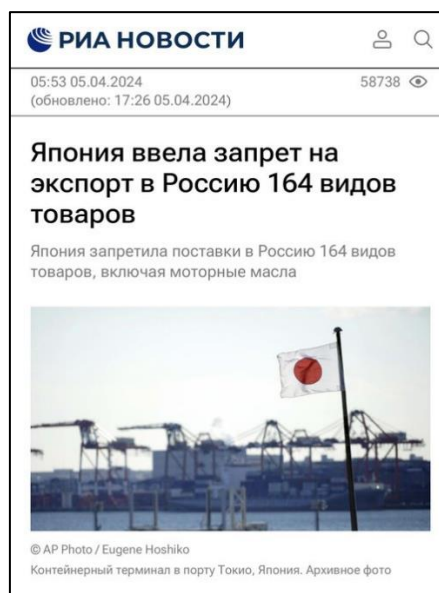 РИА НОВОСТИ
05:53 05.04.2024
58738
(обновлено: 17:26 05.04.2024)
Япония ввела запрет на
экспорт в Россию 164 видов
товаров
Япония запретила поставки в Россию 164 видов
товаров, включая моторные масла
© AP Photo / Eugene Hoshiko
Контейнерный терминал в порту Токио, Япония. Архивное фото